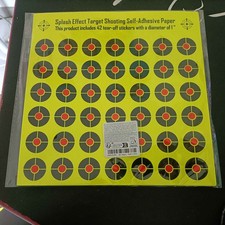 Splash Effect Target Shooting Self-Adhesive Paper
This product includes 42 tear-off stickers with a diameter of 1"